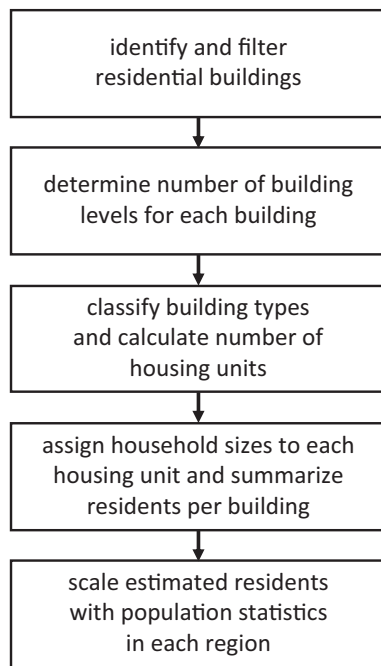 identify and filter
residential buildings
determine number of building
levels for each building
classify building types
and calculate number of
housing units
assign household sizes to each
housing unit and summarize
residents per building
scale estimated residents
with population statistics
in each region